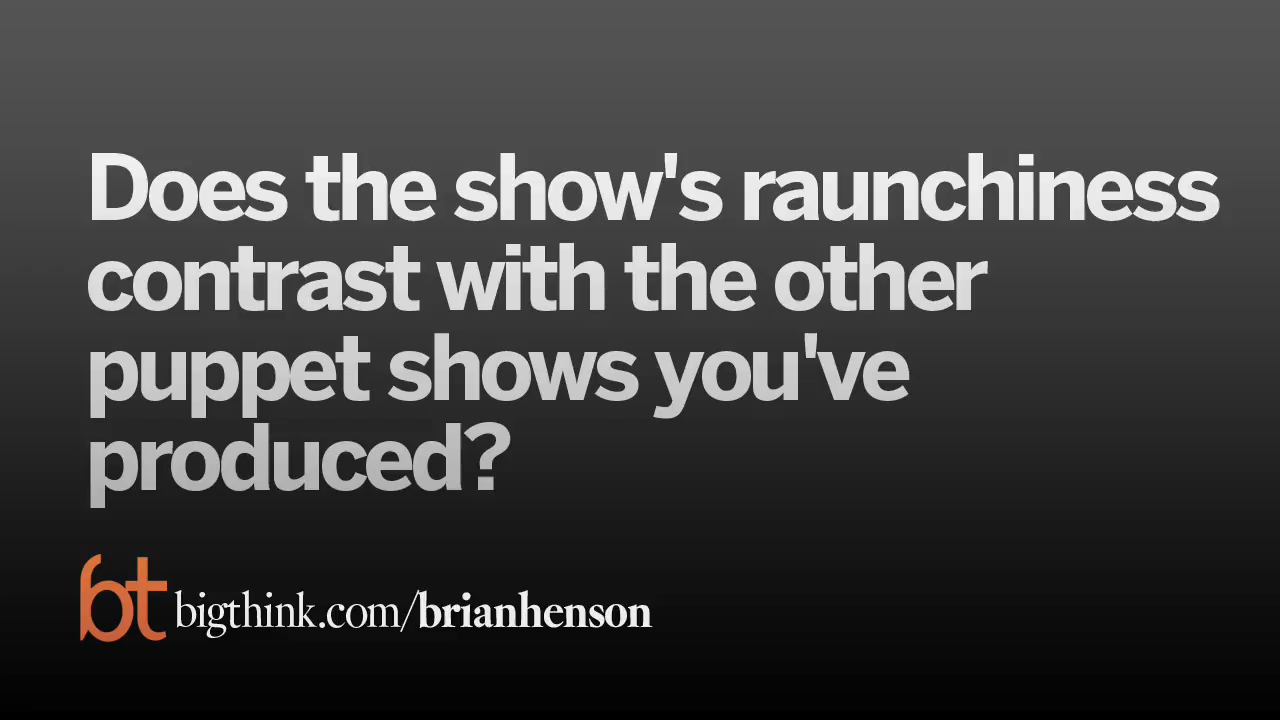 Does the show's raunchiness
contrast with the other
puppet shows you've
produced?
bt bigthink.com/brianhenson